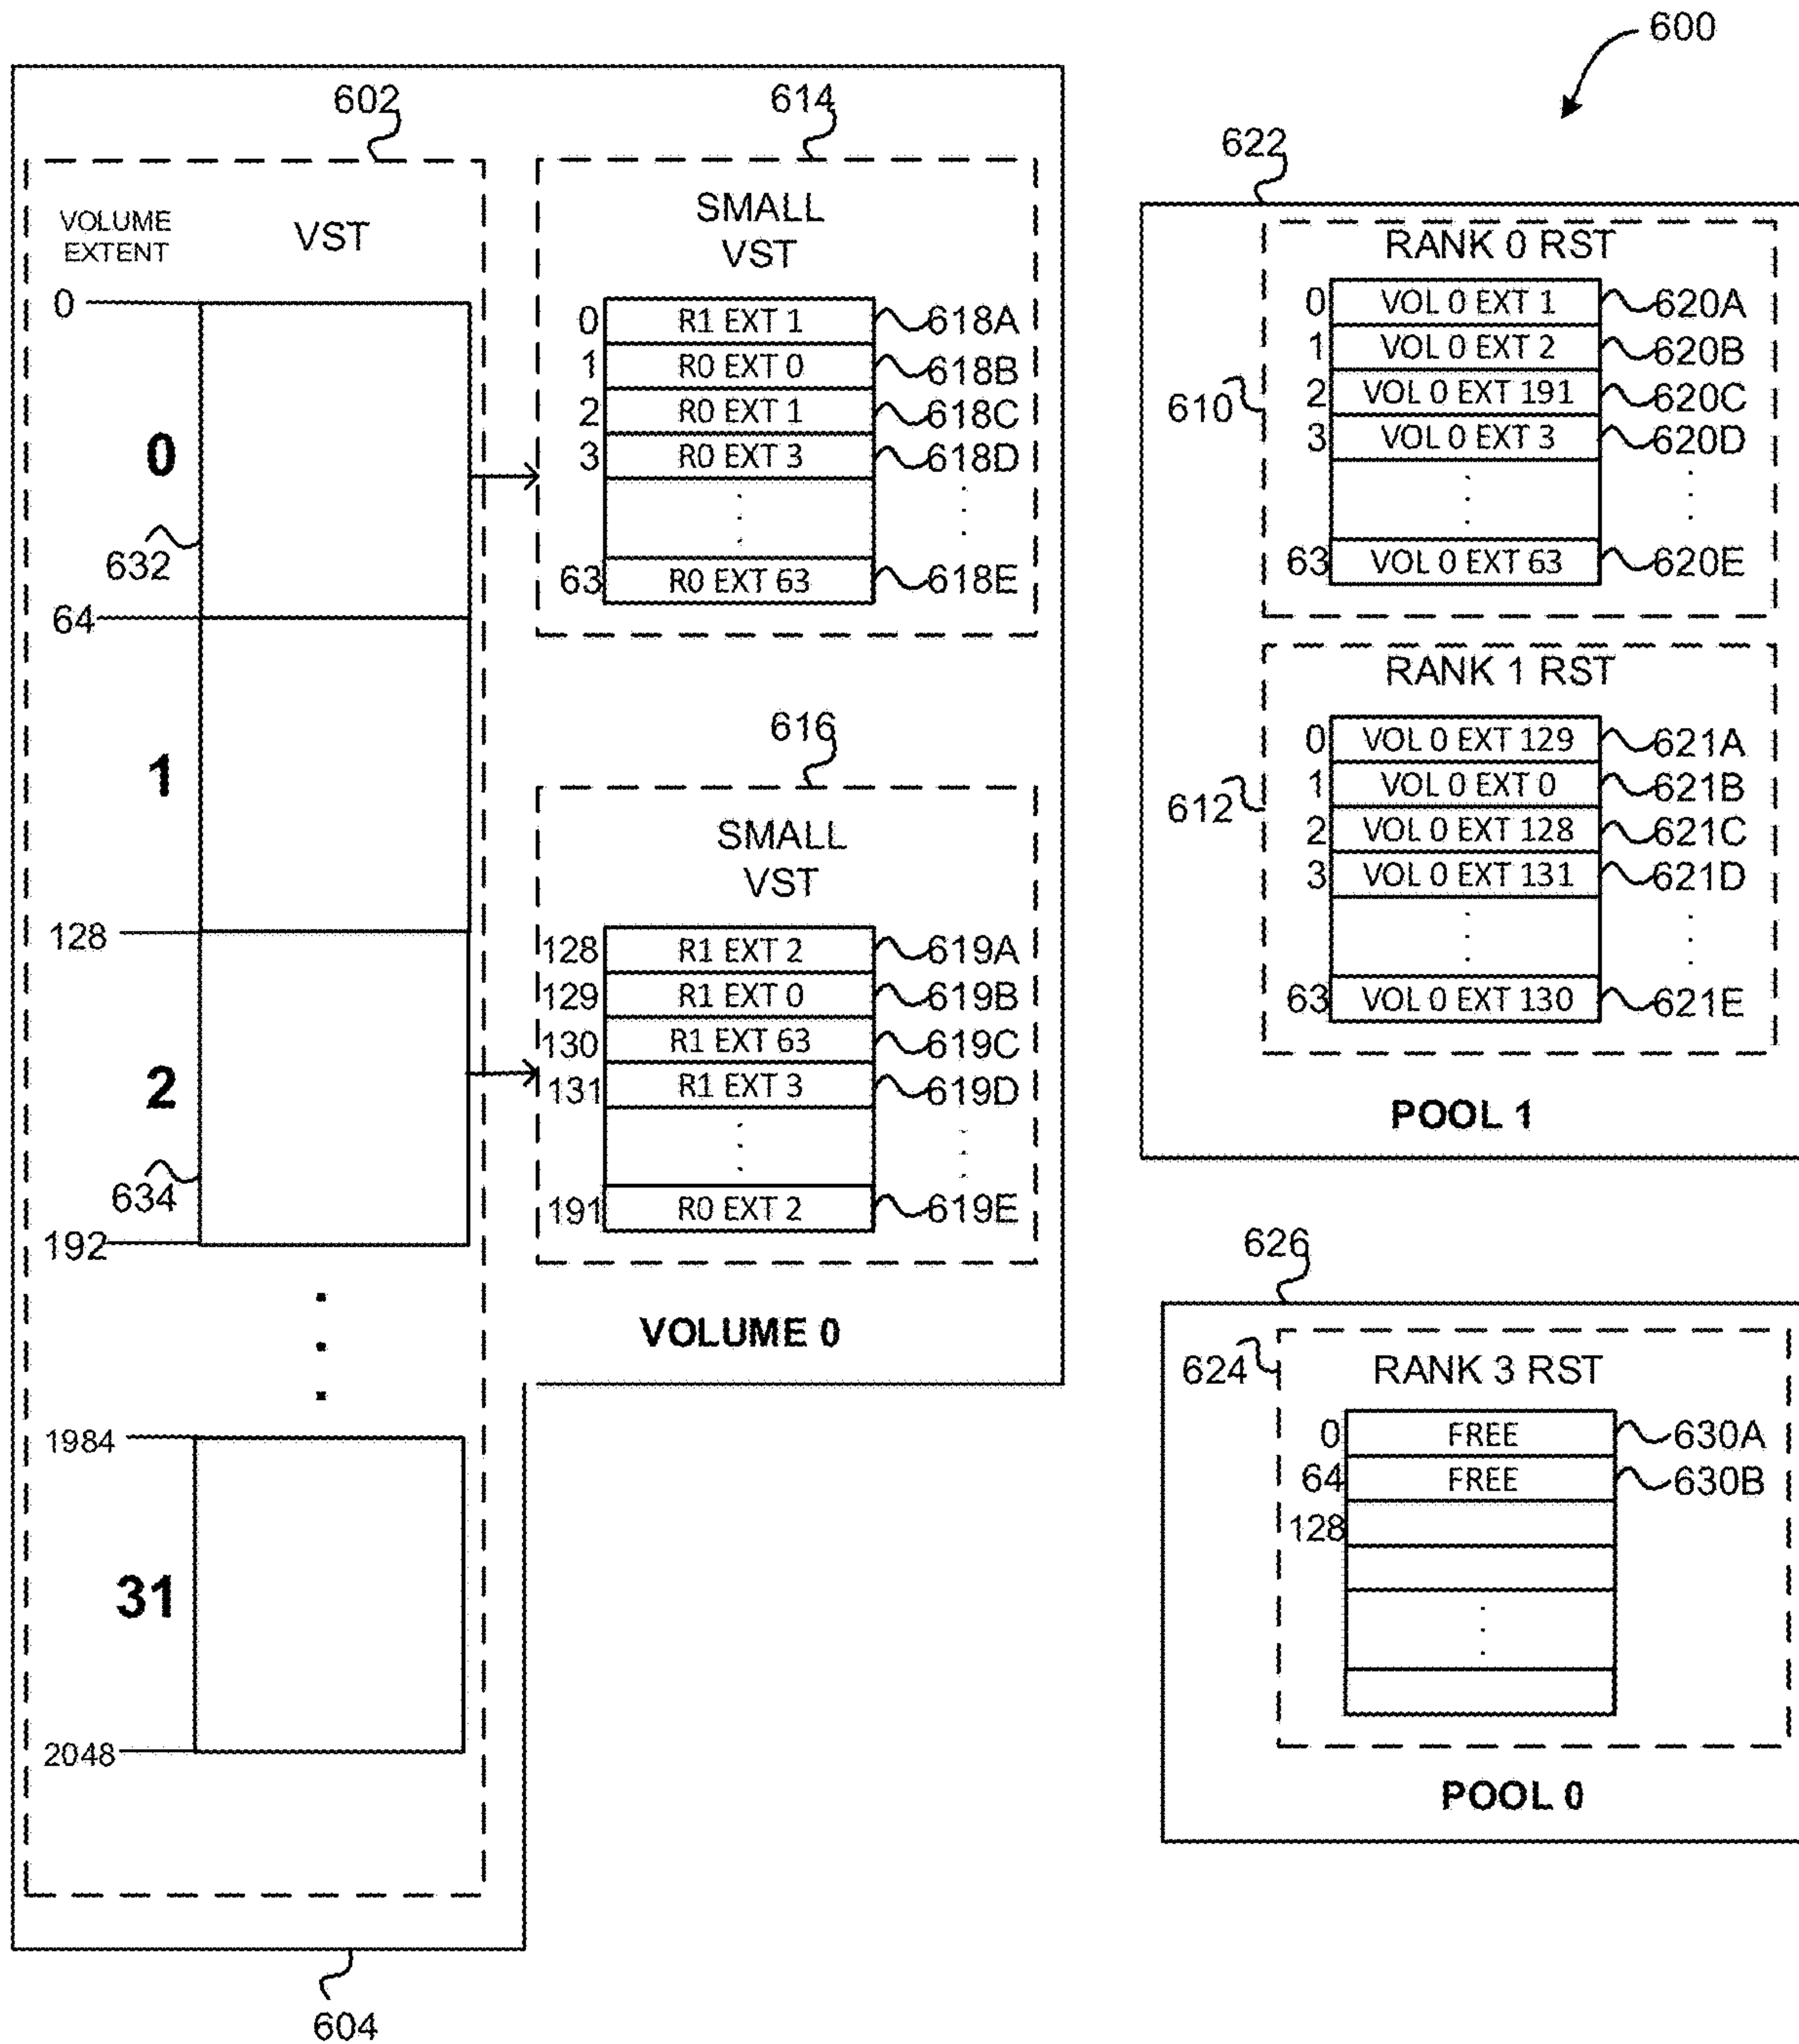 600
602
614
622
VOLUME
EXTENT
VST
0
0
632
64
1
128
2
634
192
1984
31
2048
604
SMALL
VST
0 R1 EXT 1 618A
1 R0 EXT 0 618B
2 R0 EXT 1 618C
3 R0 EXT 3 618D
63 R0 EXT 63 618E
616
SMALL
VST
128 R1 EXT 2 619A
129 R1 EXT 0 619B
130 R1 EXT 63 619C
131 R1 EXT 3 619D
191 R0 EXT 2 619E
VOLUME 0
RANK 0 RST
0 VOL 0 EXT 1 620A
1 VOL 0 EXT 2 620B
610
2 VOL 0 EXT 191 620C
3 VOL 0 EXT 3 620D
63 VOL 0 EXT 63 620E
RANK 1 RST
0 VOL 0 EXT 129 621A
1 VOL 0 EXT 0 621B
612
2 VOL 0 EXT 128 621C
3 VOL 0 EXT 131 621D
63 VOL 0 EXT 130 621E
POOL 1
626
624
RANK 3 RST
0 FREE 630A
64 FREE 630B
128
POOL 0